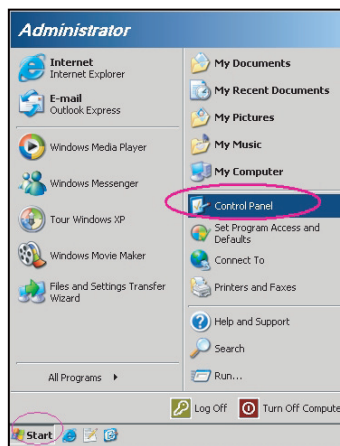 Administrator
Internet
Internet Explorer
E-mail
Outlook Express
Windows Media Player
Windows Messenger
Tour Windows XP
Windows Movie Maker
Files and Settings Transfer
Wizard
All Programs
My Documents
My Recent Documents
My Pictures
My Music
My Computer
Control Panel
Set Program Access and
Defaults
Connect To
Printers and Faxes
Help and Support
Search
Run...
Log Off
Turn Off Compute
Start